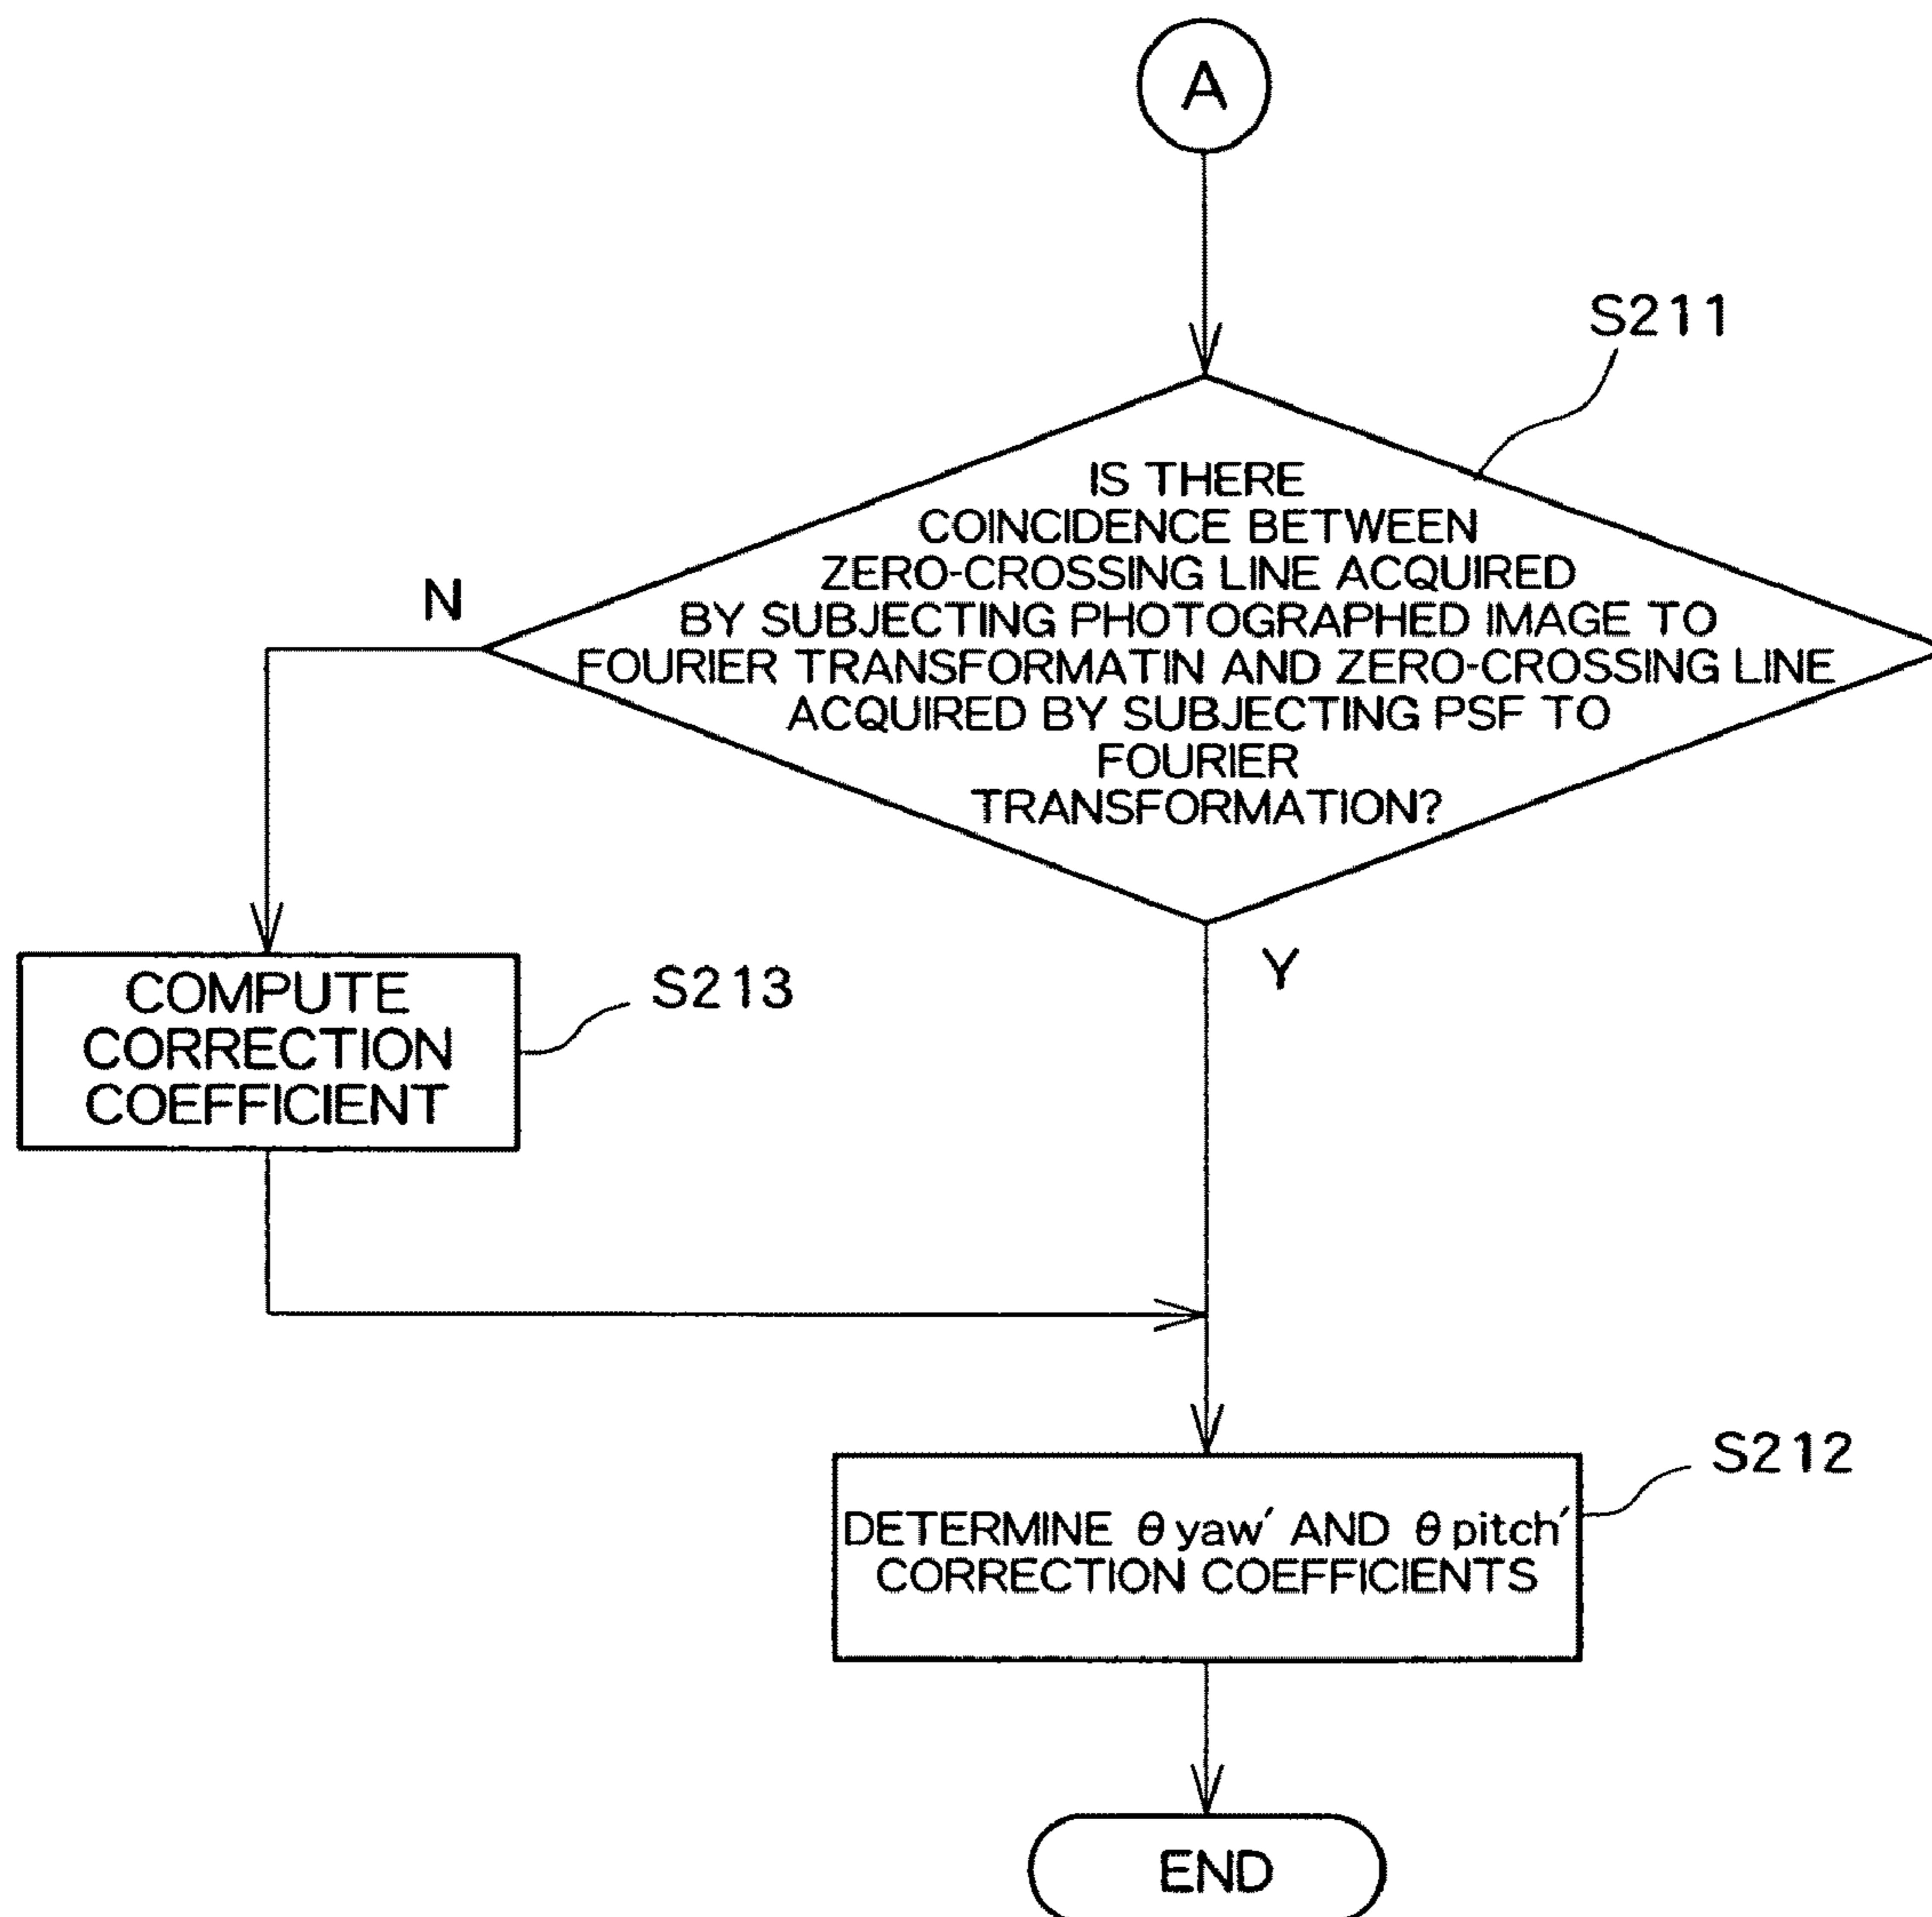 A
S211
IS THERE
COINCIDENCE BETWEEN
ZERO-CROSSING LINE ACQUIRED
BY SUBJECTING PHOTOGRAPHED IMAGE TO
FOURIER TRANSFORMATIN AND ZERO-CROSSING LINE
ACQUIRED BY SUBJECTING PSF TO
FOURIER
TRANSFORMATION?
N
Y
COMPUTE
CORRECTION
COEFFICIENT
S213
S212
DETERMINE θyaw′ AND θpitch′
CORRECTION COEFFICIENTS
END